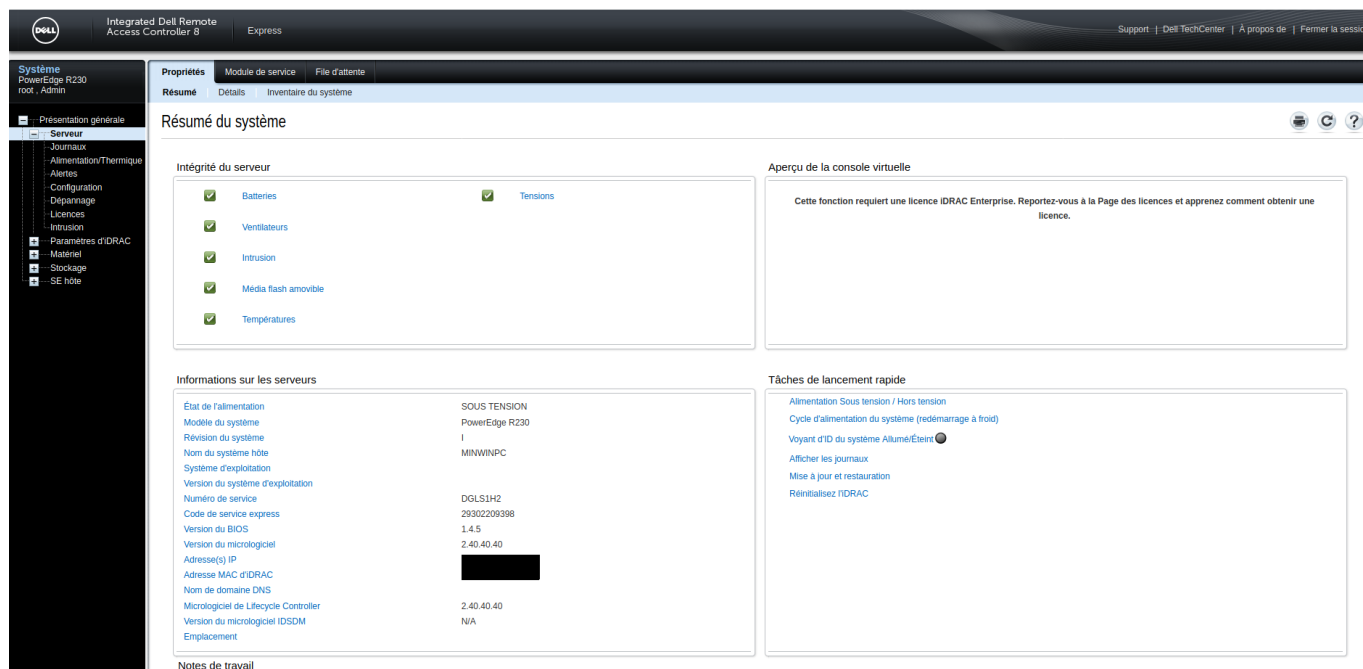 DELL
Integrated Dell Remote
Access Controller 8
Express
Support | Dell TechCenter | À propos de | Fermer la sessio
Système
PowerEdge R230
root , Admin
Propriétés Module de service File d'attente
Résumé Détails Inventaire du système
Présentation générale
Serveur
Journaux
Alimentation/Thermique
Alertes
Configuration
Dépannage
Licences
Intrusion
Paramètres d'iDRAC
Matériel
Stockage
SE hôte
Résumé du système
Intégrité du serveur
Batteries
Tensions
Ventilateurs
Intrusion
Média flash amovible
Températures
Aperçu de la console virtuelle
Cette fonction requiert une licence iDRAC Enterprise. Reportez-vous à la Page des licences et apprenez comment obtenir une
licence.
Informations sur les serveurs
État de l'alimentation SOUS TENSION
Modèle du système PowerEdge R230
Révision du système I
Nom du système hôte MINWINPC
Système d'exploitation
Version du système d'exploitation
Numéro de service DGLS1H2
Code de service express 29302209398
Version du BIOS 1.4.5
Version du micrologiciel 2.40.40.40
Adresse(s) IP
Adresse MAC d'iDRAC
Nom de domaine DNS
Micrologiciel de Lifecycle Controller 2.40.40.40
Version du micrologiciel IDSDM N/A
Emplacement
Tâches de lancement rapide
Alimentation Sous tension / Hors tension
Cycle d'alimentation du système (redémarrage à froid)
Voyant d'ID du système Allumé/Éteint
Afficher les journaux
Mise à jour et restauration
Réinitialisez l'iDRAC
Notes de travail